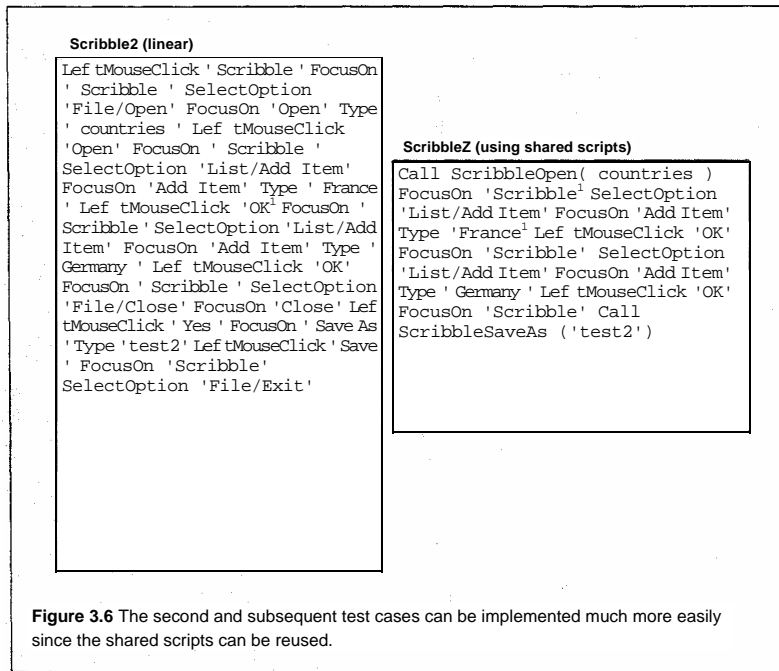 Scribble2 (linear)
Lef tMouseClick ' Scribble ' FocusOn
' Scribble ' SelectOption
'File/Open' FocusOn 'Open' Type
' countries ' Lef tMouseClick
'Open' FocusOn ' Scribble '
SelectOption 'List/Add Item'
FocusOn 'Add Item' Type ' France
' Lef tMouseClick 'OK¹ FocusOn '
Scribble ' SelectOption 'List/Add
Item' FocusOn 'Add Item' Type '
Germany ' Lef tMouseClick 'OK'
FocusOn ' Scribble ' SelectOption
'File/Close' FocusOn 'Close' Lef
tMouseClick ' Yes ' FocusOn ' Save As
' Type 'test2' LeftMouseClick ' Save
' FocusOn 'Scribble'
SelectOption 'File/Exit'
ScribbleZ (using shared scripts)
Call ScribbleOpen( countries )
FocusOn 'Scribble¹ SelectOption
'List/Add Item' FocusOn 'Add Item'
Type 'France¹ Lef tMouseClick 'OK'
FocusOn 'Scribble' SelectOption
'List/Add Item' FocusOn 'Add Item'
Type ' Germany ' Lef tMouseClick 'OK'
FocusOn 'Scribble' Call
ScribbleSaveAs ('test2')
Figure 3.6 The second and subsequent test cases can be implemented much more easily
since the shared scripts can be reused.